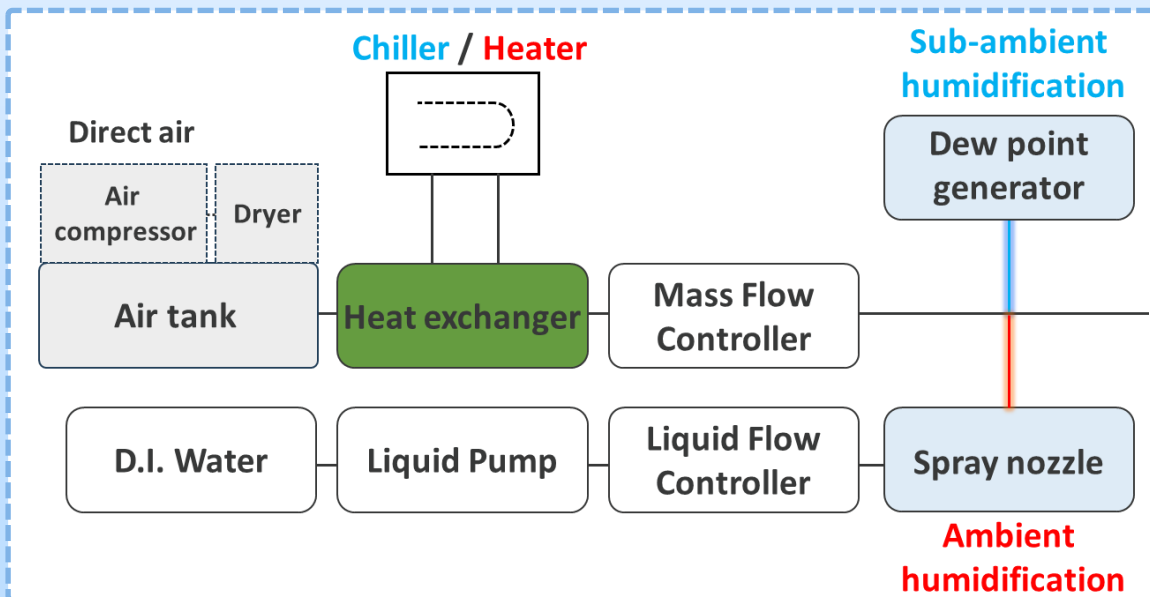 Chiller / Heater
Sub-ambient
humidification
Direct air
Dew point
generator
Air
compressor
Dryer
Air tank
Heat exchanger
Mass Flow
Controller
D.I. Water
Liquid Pump
Liquid Flow
Controller
Spray nozzle
Ambient
humidification